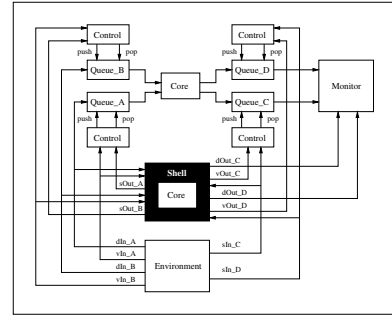 Control
Control
push
pop
push
pop
Queue_B
Queue_D
Core
Monitor
Queue_A
Queue_C
push
pop
push
pop
Control
Control
Shell
dOut_C
vOut_C
sOut_A
Core
dOut_D
vOut_D
sOut_B
dIn_A
vIn_A
sIn_C
Environment
dIn_B
sIn_D
vIn_B